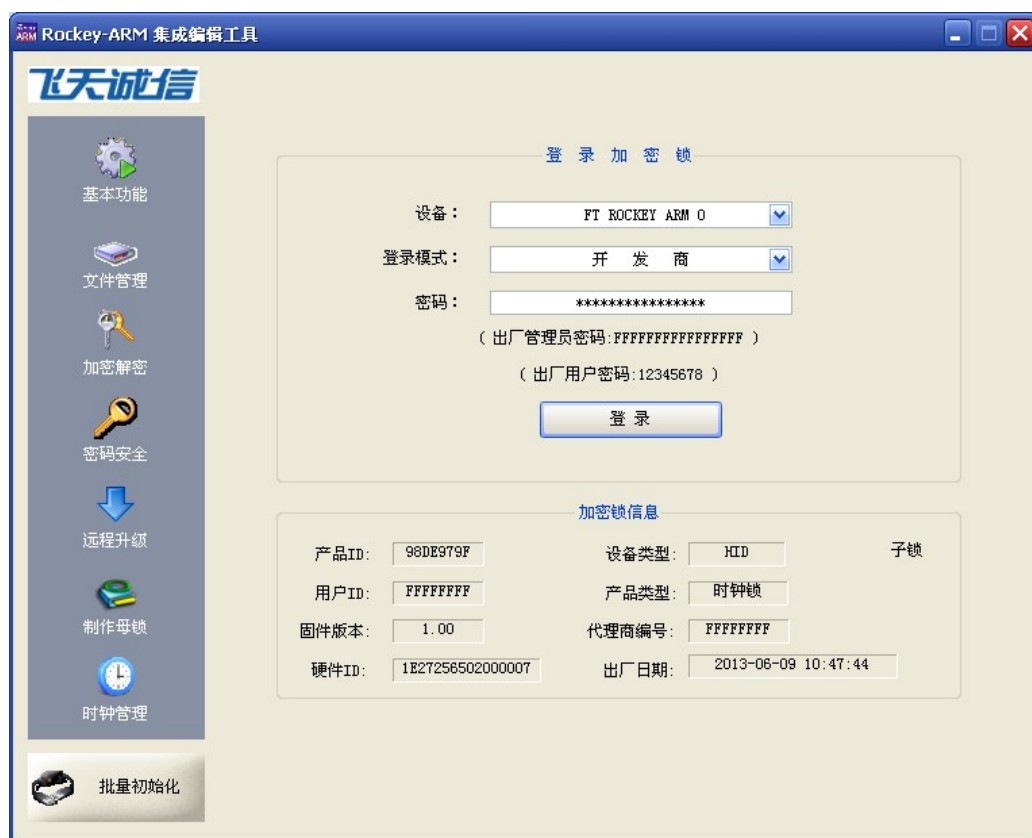 Rockey-ARM 集成编辑工具
飞天诚信
基本功能
文件管理
加密解密
密码安全
远程升级
制作母锁
时钟管理
批量初始化
登 录 加 密 锁
设备： FT ROCKEY ARM 0
登录模式： 开 发 商
密码： ****************
( 出厂管理员密码:FFFFFFFFFFFFFFFF )
( 出厂用户密码:12345678 )
登 录
加密锁信息
产品ID: 98DE979F 设备类型: HID 子锁
用户ID: FFFFFFFF 产品类型: 时钟锁
固件版本: 1.00 代理商编号: FFFFFFFF
硬件ID: 1E27256502000007 出厂日期: 2013-06-09 10:47:44